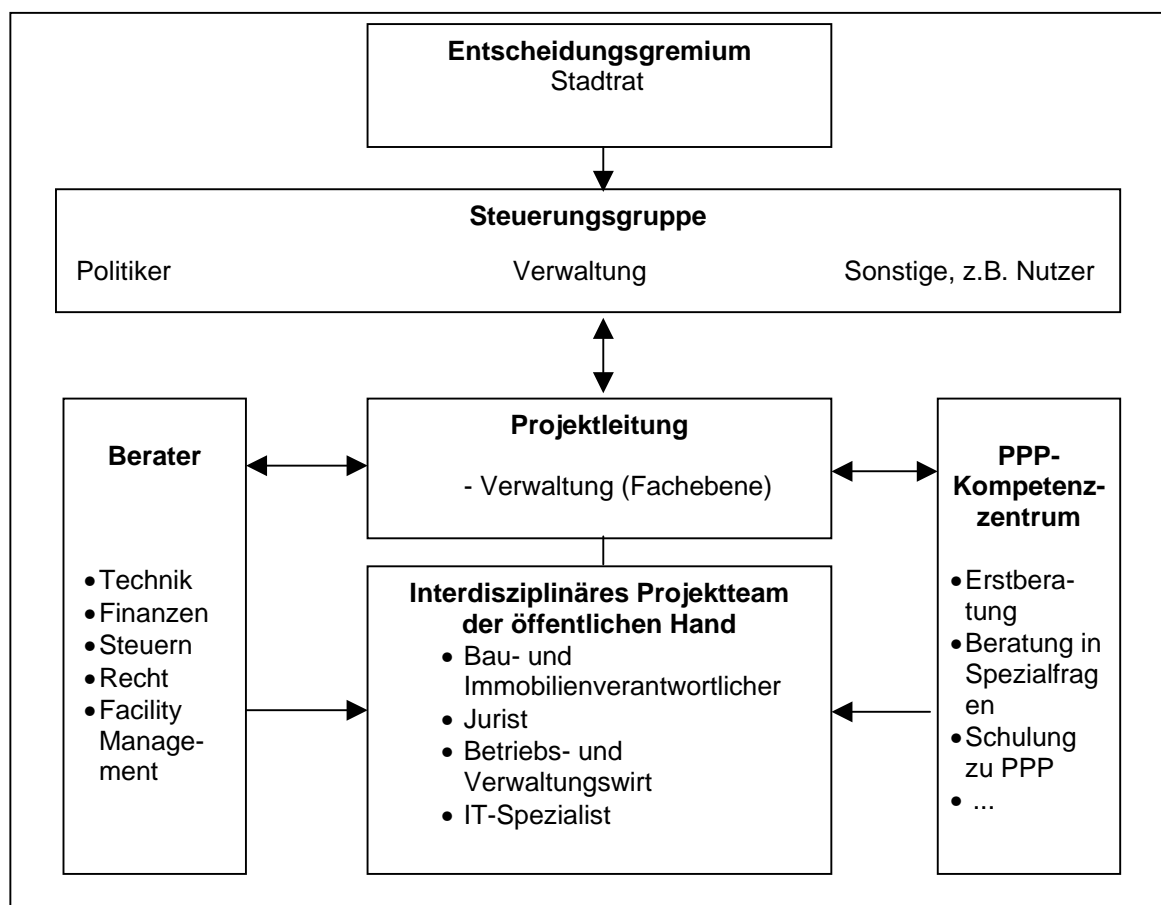 Entscheidungsgremium
Stadtrat
Steuerungsgruppe
Politiker Verwaltung Sonstige, z.B. Nutzer
Berater
• Technik
• Finanzen
• Steuern
• Recht
• Facility
Manage-
ment
Projektleitung
- Verwaltung (Fachebene)
Interdisziplinäres Projektteam
der öffentlichen Hand
• Bau- und
Immobilienverantwortlicher
• Jurist
• Betriebs- und
Verwaltungswirt
• IT-Spezialist
PPP-
Kompetenz-
zentrum
• Erstbera-
tung
• Beratung in
Spezialfrag
en
• Schulung
zu PPP
• ...